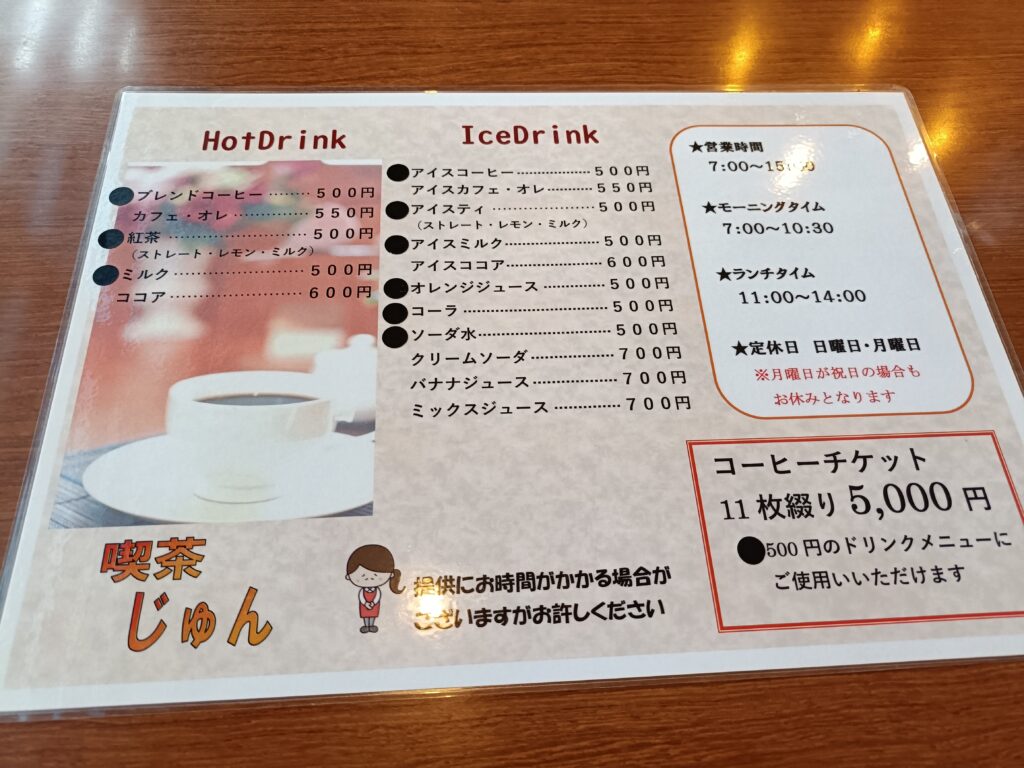 HotDrink
●ブレンドコーヒー‥‥‥‥５００円
カフェ・オレ‥‥‥‥‥‥５５０円
●紅茶‥‥‥‥‥‥‥‥‥‥５００円
（ストレート・レモン・ミルク）
●ミルク‥‥‥‥‥‥‥‥‥５００円
ココア‥‥‥‥‥‥‥‥‥‥６００円
IceDrink
●アイスコーヒー‥‥‥‥‥５００円
アイスカフェ・オレ‥‥‥‥５５０円
●アイスティ‥‥‥‥‥‥‥５００円
（ストレート・レモン・ミルク）
●アイスミルク‥‥‥‥‥‥５００円
アイスココア‥‥‥‥‥‥‥６００円
●オレンジジュース‥‥‥‥５００円
●コーラ‥‥‥‥‥‥‥‥‥５００円
●ソーダ水‥‥‥‥‥‥‥‥５００円
クリームソーダ‥‥‥‥‥‥７００円
バナナジュース‥‥‥‥‥‥７００円
ミックスジュース‥‥‥‥‥７００円
★営業時間
7:00〜15:00
★モーニングタイム
7:00〜10:30
★ランチタイム
11:00〜14:00
★定休日　日曜日・月曜日
※月曜日が祝日の場合も
お休みとなります
コーヒーチケット
11枚綴り 5,000円
●500円のドリンクメニューに
ご使用いいただけます
喫茶
じゅん
提供にお時間がかかる場合が
ございますがお許しください